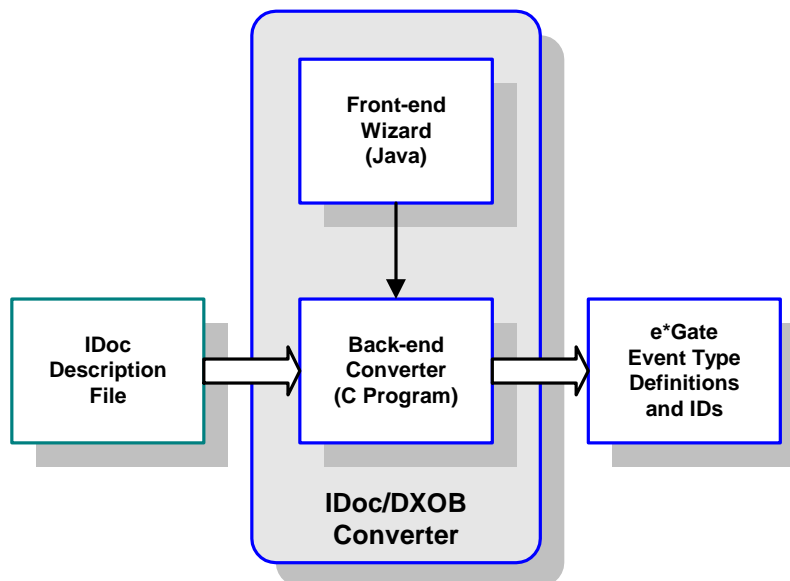 Front-end
Wizard
(Java)
IDoc
Description
File
Back-end
Converter
(C Program)
e*Gate
Event Type
Definitions
and IDs
IDoc/DXOB
Converter